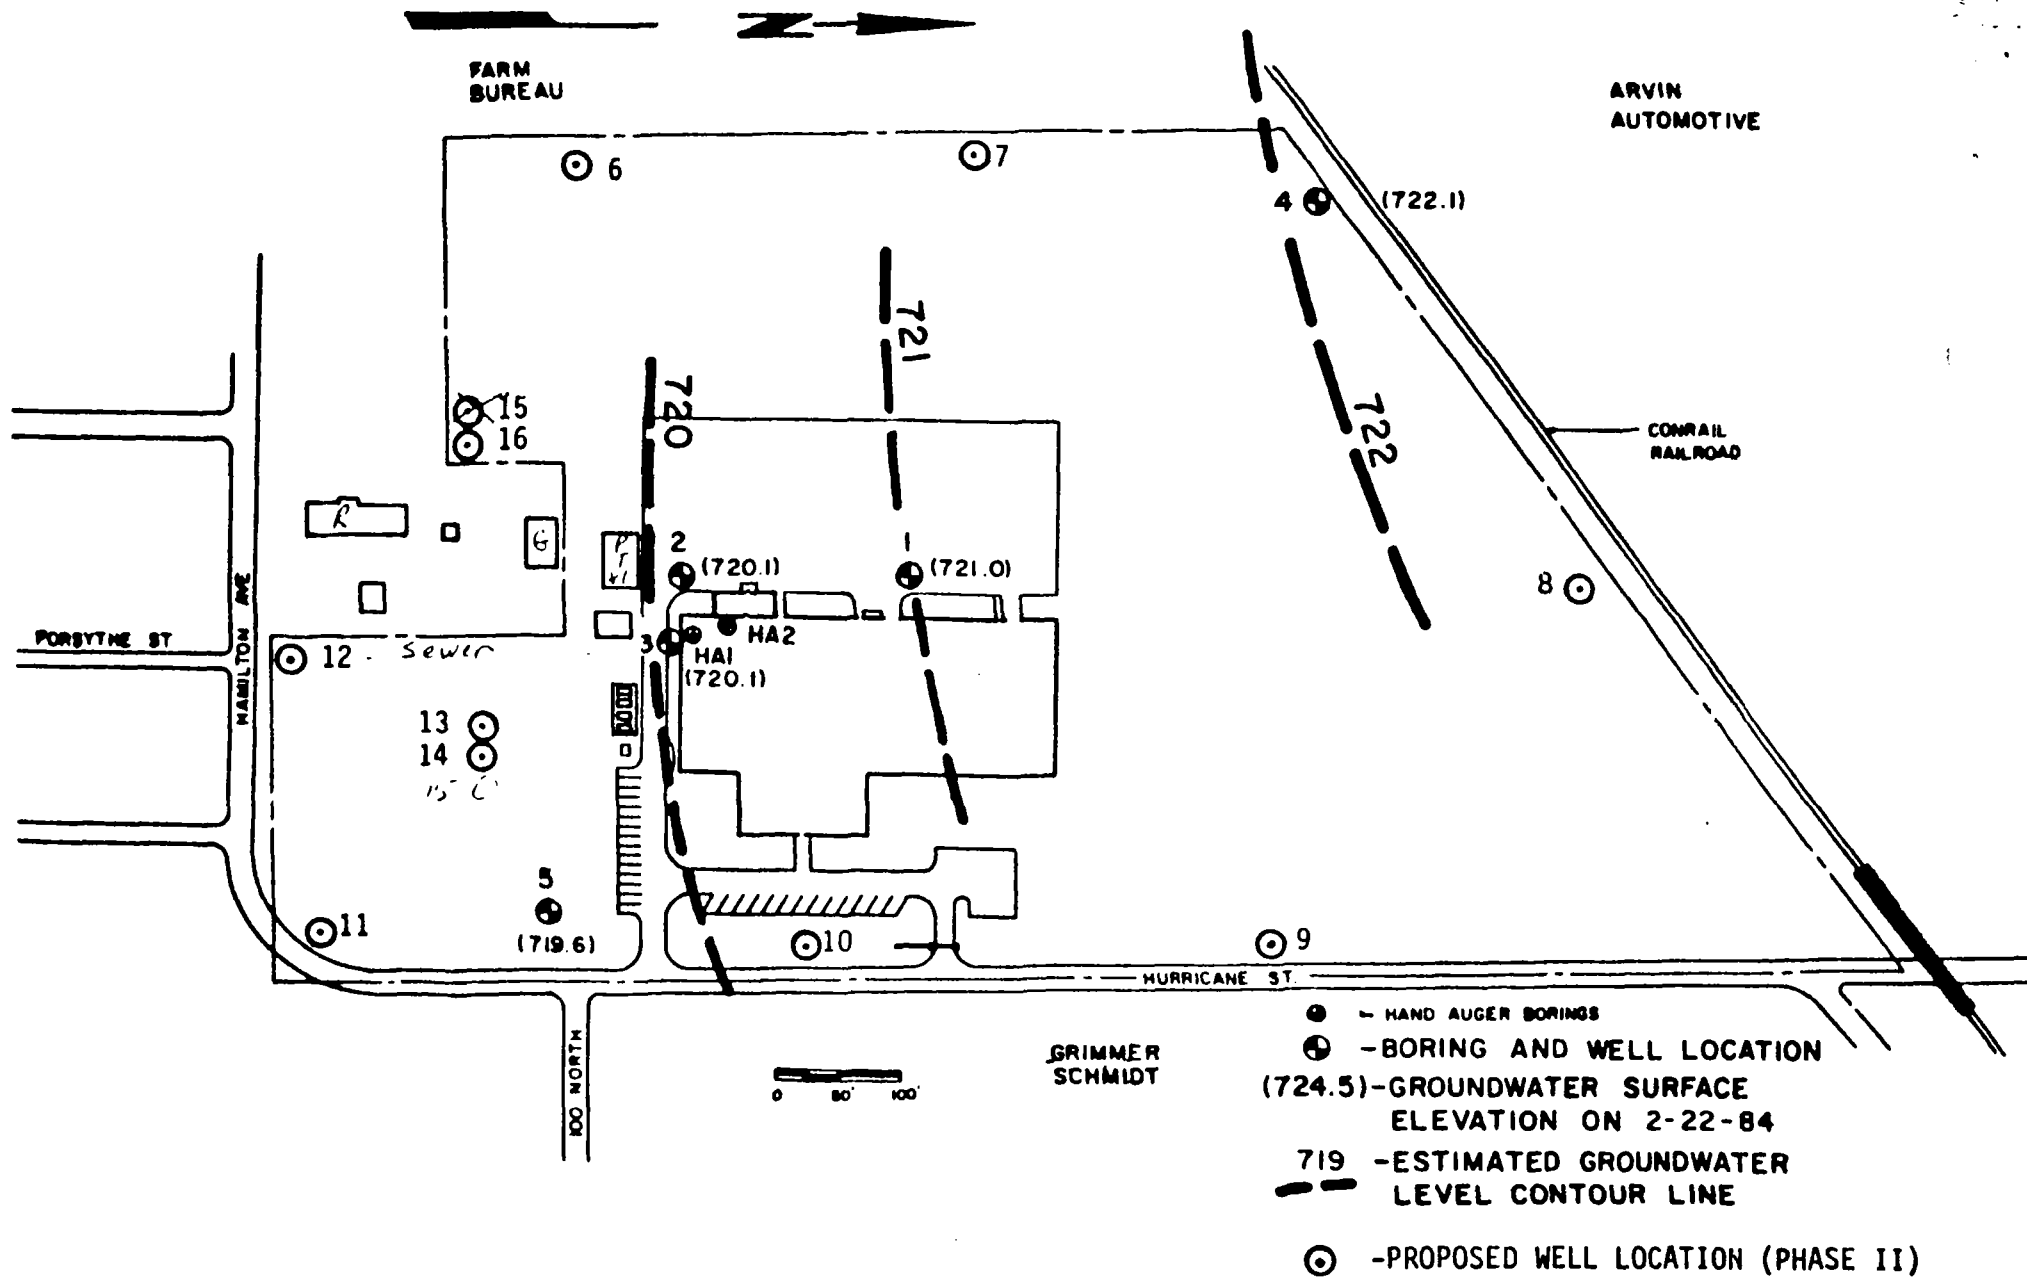 N
FARM
BUREAU
ARVIN
AUTOMOTIVE
6
7
4
(722.1)
721
720
722
15
16
CONRAIL
RAILROAD
R
G
2
(720.1)
1
(721.0)
8
HAMILTON AVE
FORSYTHE ST
12 - Sewer
3
HA2
HA1
(720.1)
13
14
5
(719.6)
11
10
9
HURRICANE ST.
100 NORTH
GRIMMER
SCHMIDT
0 50' 100'
- HAND AUGER BORINGS
-BORING AND WELL LOCATION
(724.5)-GROUNDWATER SURFACE
ELEVATION ON 2-22-84
719 -ESTIMATED GROUNDWATER
LEVEL CONTOUR LINE
-PROPOSED WELL LOCATION (PHASE II)